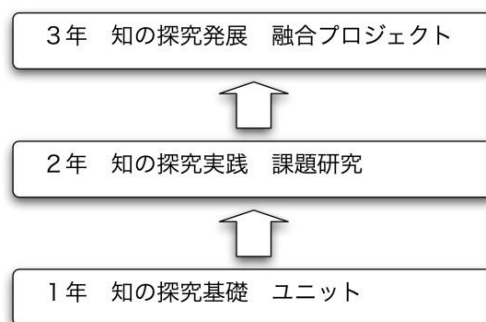 3年　知の探究発展　融合プロジェクト
2年　知の探究実践　課題研究
1年　知の探究基礎　ユニット